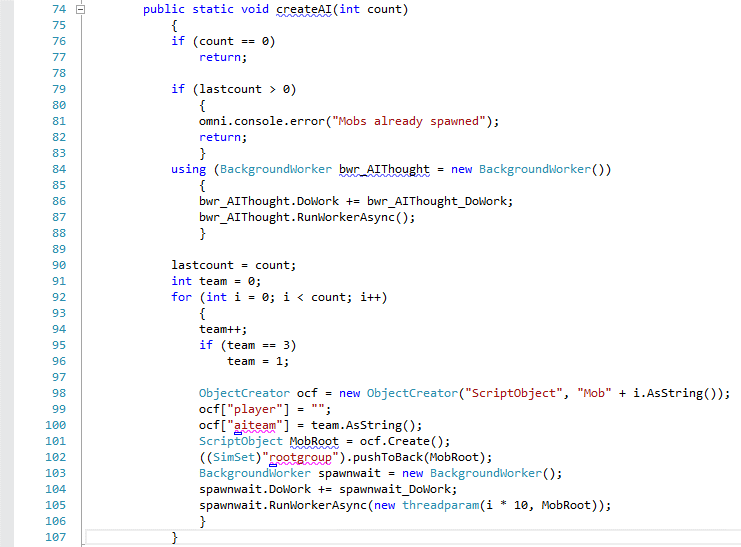 74 public static void createAI(int count)
75 {
76 if (count == 0)
77 return;
78
79 if (lastcount > 0)
80 {
81 omni.console.error("Mobs already spawned");
82 return;
83 }
84 using (BackgroundWorker bwr_AIThought = new BackgroundWorker())
85 {
86 bwr_AIThought.DoWork += bwr_AIThought_DoWork;
87 bwr_AIThought.RunWorkerAsync();
88 }
89
90 lastcount = count;
91 int team = 0;
92 for (int i = 0; i < count; i++)
93 {
94 team++;
95 if (team == 3)
96 team = 1;
97
98 ObjectCreator ocf = new ObjectCreator("ScriptObject", "Mob" + i.AsString());
99 ocf["player"] = "";
100 ocf["aiteam"] = team.AsString();
101 ScriptObject MobRoot = ocf.Create();
102 ((SimSet)"rootgroup").pushToBack(MobRoot);
103 BackgroundWorker spawnwait = new BackgroundWorker();
104 spawnwait.DoWork += spawnwait_DoWork;
105 spawnwait.RunWorkerAsync(new threadparam(i * 10, MobRoot));
106 }
107 }